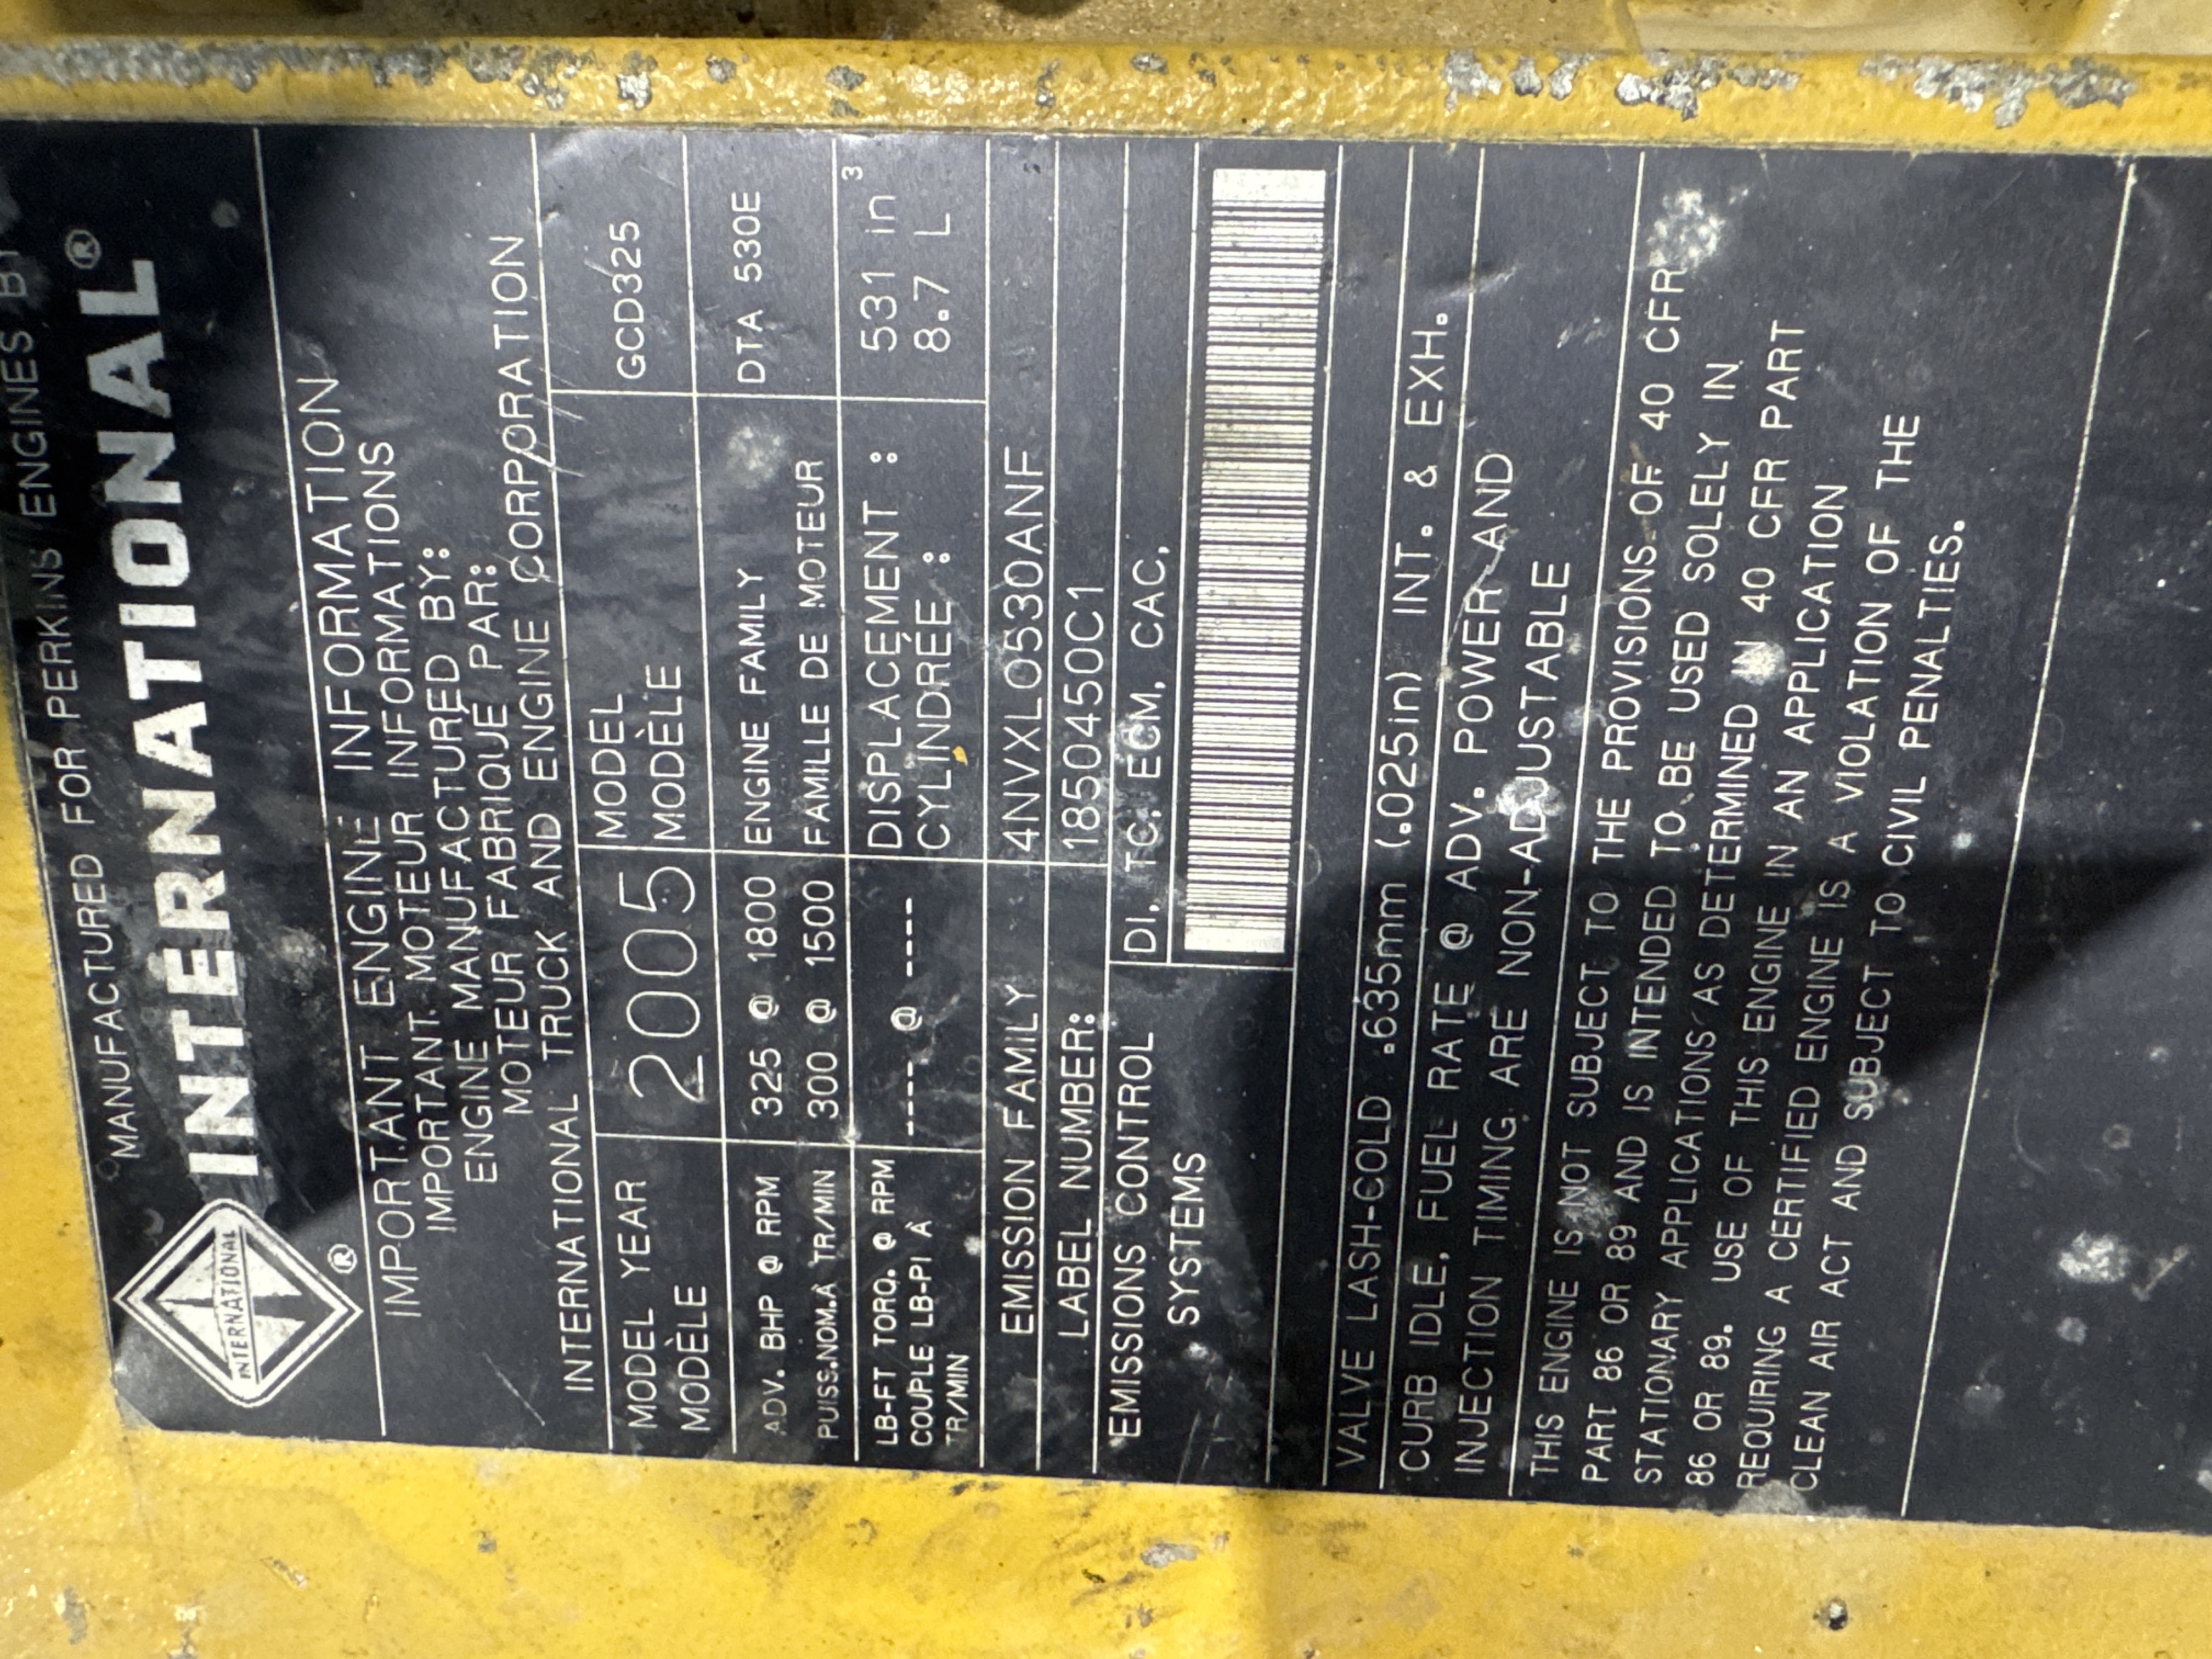 MANUFACTURED FOR PERKINS ENGINES BY
INTERNATIONAL®
INTERNATIONAL
®
IMPORTANT ENGINE INFORMATION
IMPORTANT MOTEUR INFORMATIONS
ENGINE MANUFACTURED BY:
MOTEUR FABRIQUÉ PAR:
INTERNATIONAL TRUCK AND ENGINE CORPORATION
MODEL YEAR 2005 MODEL GCD325
MODÈLE MODÈLE
ADV. BHP @ RPM 325 @ 1800 ENGINE FAMILY DTA 530E
PUISS.NOM.À TR/MIN 300 @ 1500 FAMILLE DE MOTEUR
LB-FT TORQ. @ RPM ---- @ ---- DISPLACEMENT : 531 in³
COUPLE LB-PI À CYLINDRÉE : 8.7 L
TR/MIN
EMISSION FAMILY 4NVXL0530ANF
LABEL NUMBER: 1850450C1
EMISSIONS CONTROL DI, TC, ECM, CAC,
SYSTEMS
VALVE LASH-COLD .635mm (.025in) INT. & EXH.
CURB IDLE, FUEL RATE @ ADV. POWER AND
INJECTION TIMING ARE NON-ADJUSTABLE
THIS ENGINE IS NOT SUBJECT TO THE PROVISIONS OF 40 CFR
PART 86 OR 89 AND IS INTENDED TO BE USED SOLELY IN
STATIONARY APPLICATIONS AS DETERMINED IN 40 CFR PART
86 OR 89. USE OF THIS ENGINE IN AN APPLICATION
REQUIRING A CERTIFIED ENGINE IS A VIOLATION OF THE
CLEAN AIR ACT AND SUBJECT TO CIVIL PENALTIES.